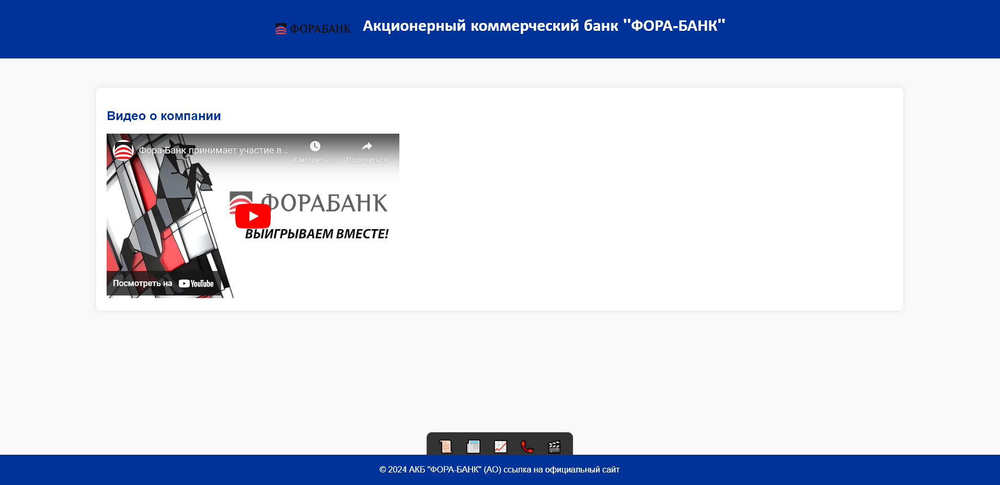 ФОРАБАНК
Акционерный коммерческий банк "ФОРА-БАНК"
Видео о компании
Фора-Банк принимает участие в...
Смотреть ...
Поделиться
ФОРАБАНК
ВЫИГРЫВАЕМ ВМЕСТЕ!
Посмотреть на YouTube
© 2024 АКБ "ФОРА-БАНК" (АО) ссылка на официальный сайт